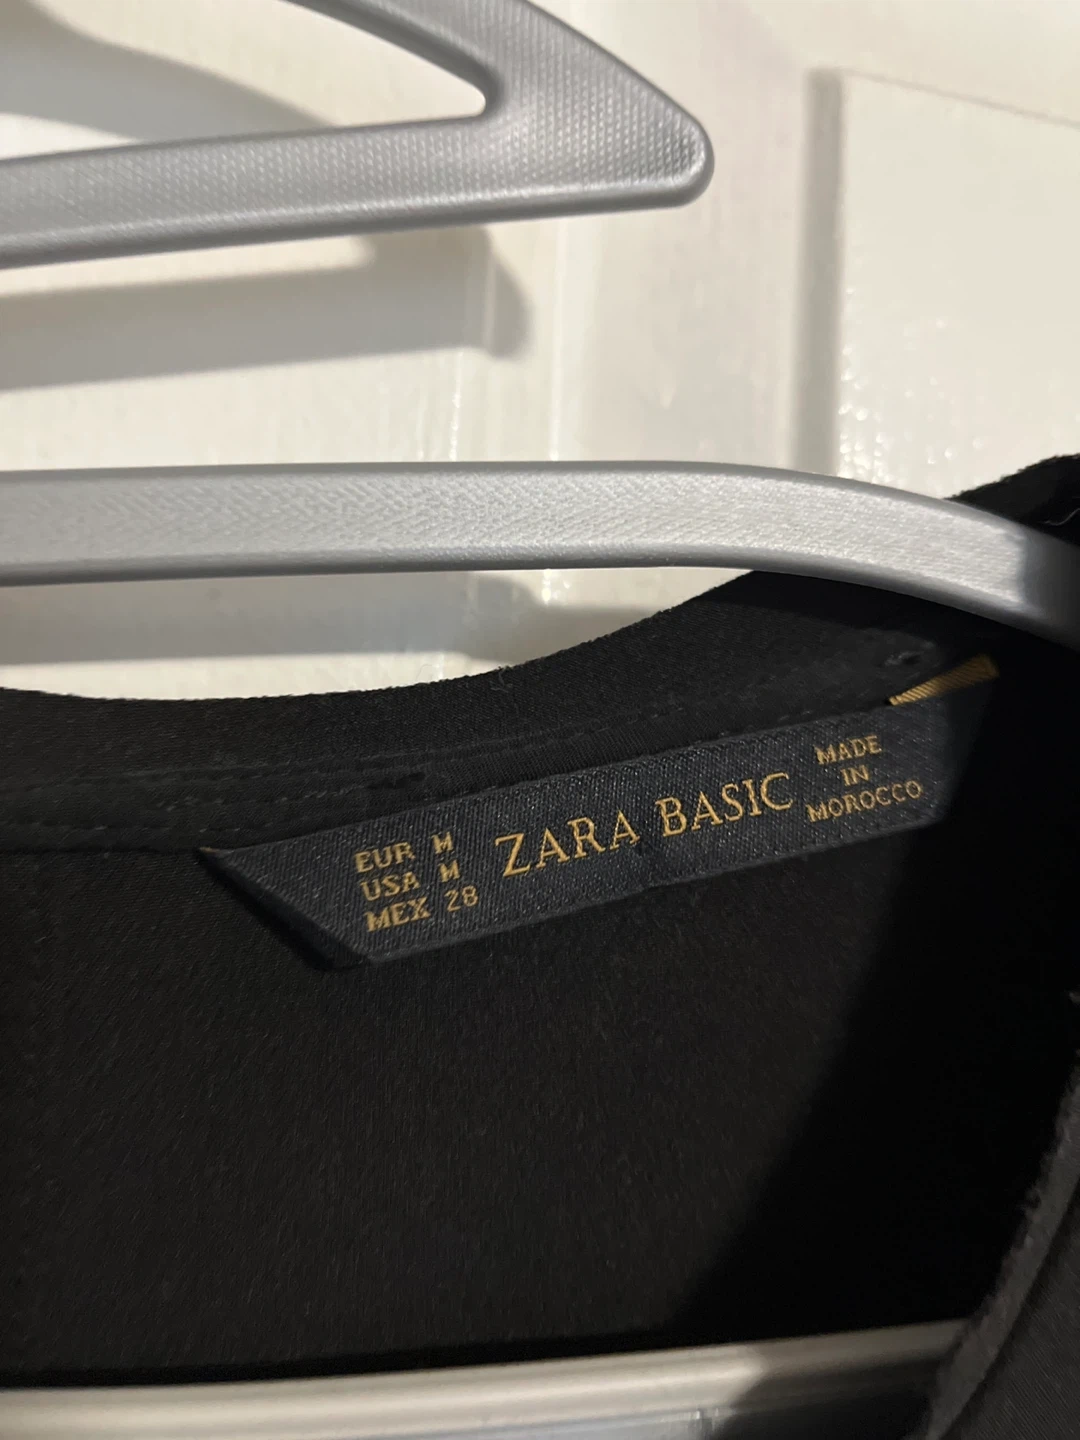 EUR M
USA M
MEX 28
ZARA BASIC
MADE
IN
MOROCCO